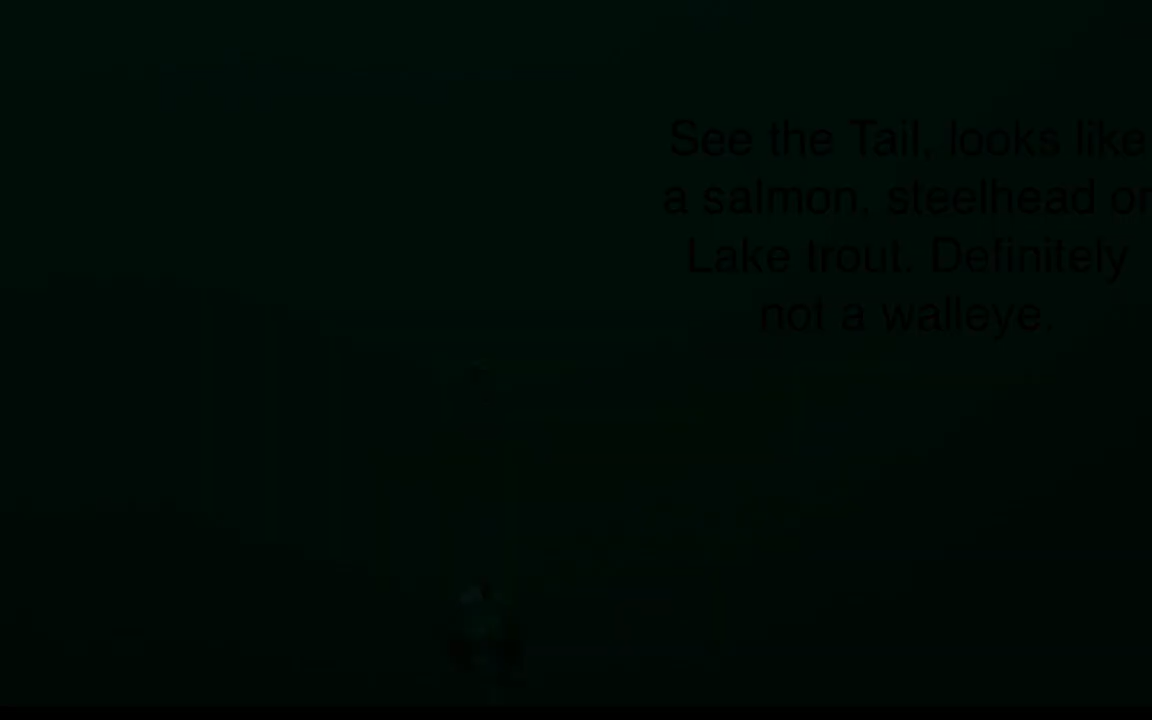 See the Tail, looks like
a salmon, steelhead or
Lake trout. Definitely
not a walleye.